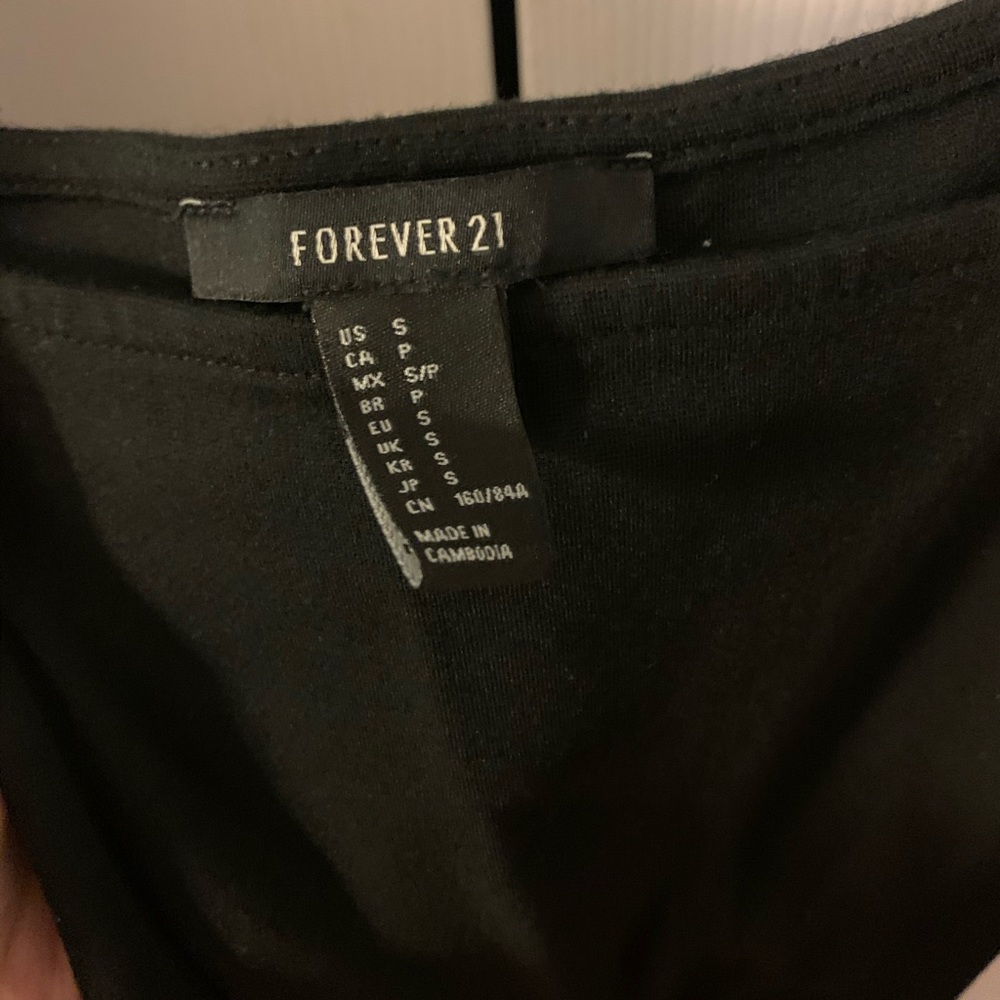 FOREVER 21
US S
CA P
MX S/P
BR P
EU S
UK S
KR S
JP S
CN 160/84A
MADE IN
CAMBODIA